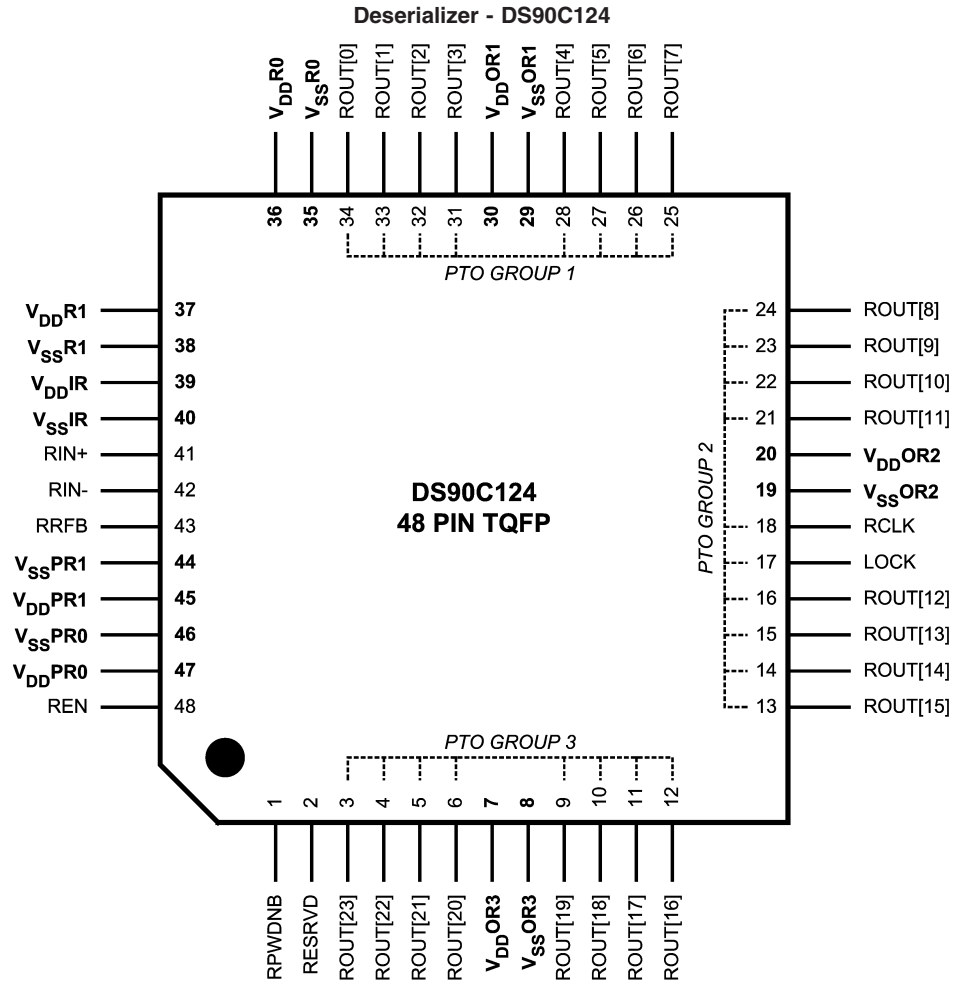 Deserializer - DS90C124
VDDR0
VSSR0
ROUT[0]
ROUT[1]
ROUT[2]
ROUT[3]
VDDOR1
VSSOR1
ROUT[4]
ROUT[5]
ROUT[6]
ROUT[7]
36 35 34 33 32 31 30 29 28 27 26 25
PTO GROUP 1
VDDR1 37
VSSR1 38
VDDIR 39
VSSIR 40
RIN+ 41
RIN- 42
RRFB 43
VSSPR1 44
VDDPR1 45
VSSPR0 46
VDDPR0 47
REN 48
DS90C124
48 PIN TQFP
PTO GROUP 2
24 ROUT[8]
23 ROUT[9]
22 ROUT[10]
21 ROUT[11]
20 VDDOR2
19 VSSOR2
18 RCLK
17 LOCK
16 ROUT[12]
15 ROUT[13]
14 ROUT[14]
13 ROUT[15]
PTO GROUP 3
1 2 3 4 5 6 7 8 9 10 11 12
RPWDNB
RESRVD
ROUT[23]
ROUT[22]
ROUT[21]
ROUT[20]
VDDOR3
VSSOR3
ROUT[19]
ROUT[18]
ROUT[17]
ROUT[16]